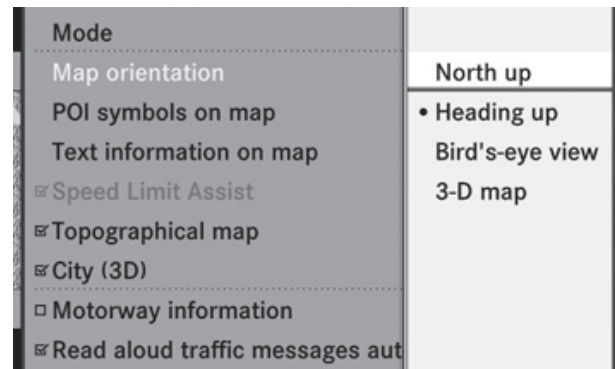 Mode
Map orientation
POI symbols on map
Text information on map
Speed Limit Assist
Topographical map
City (3D)
Motorway information
Read aloud traffic messages aut
North up
• Heading up
Bird's-eye view
3-D map